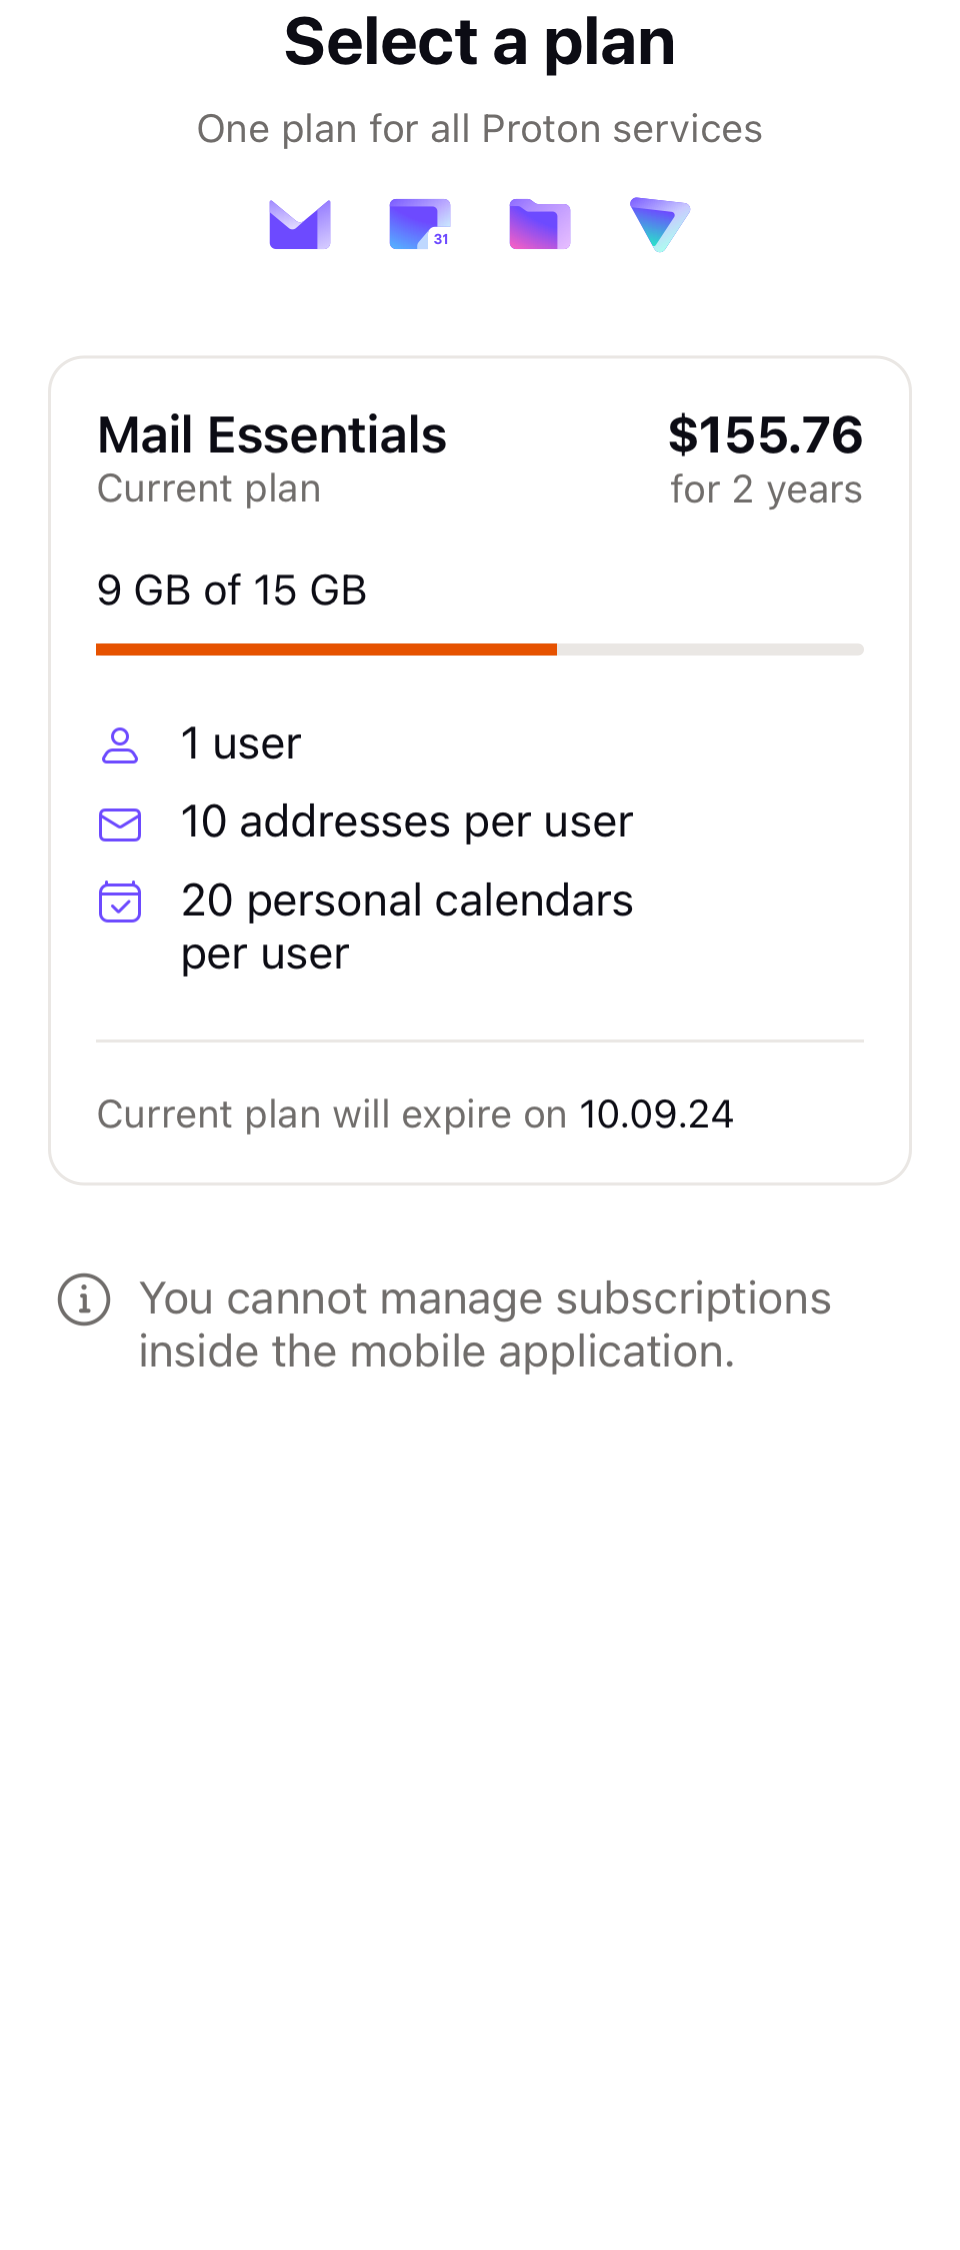 Select a plan
One plan for all Proton services
31
Mail Essentials
$155.76
Current plan
for 2 years
9 GB of 15 GB
1 user
10 addresses per user
20 personal calendars
per user
Current plan will expire on 10.09.24
You cannot manage subscriptions
inside the mobile application.